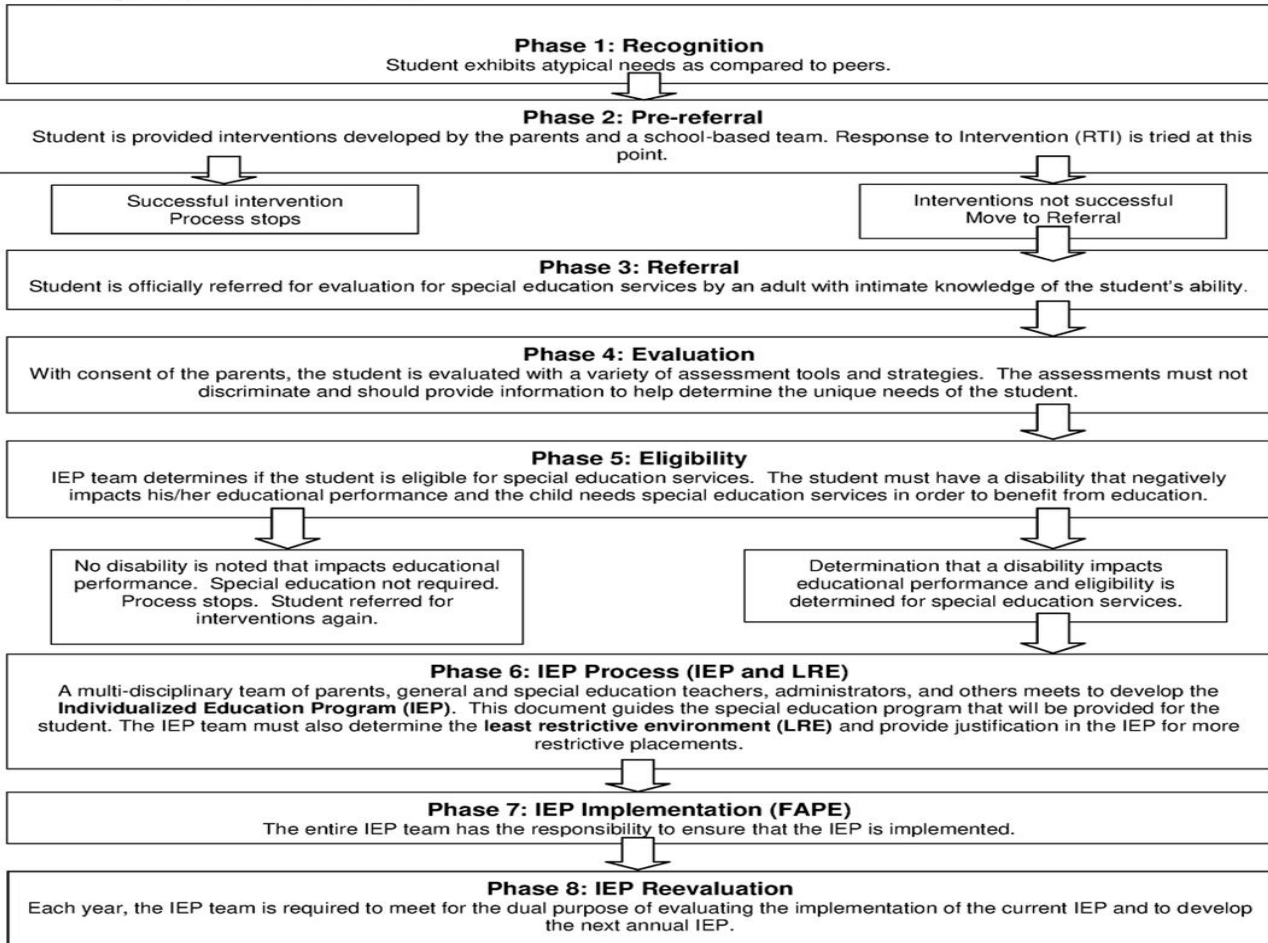 Phase 1: Recognition
Student exhibits atypical needs as compared to peers.
Phase 2: Pre-referral
Student is provided interventions developed by the parents and a school-based team. Response to Intervention (RTI) is tried at this
point.
Successful intervention
Process stops
Interventions not successful
Move to Referral
Phase 3: Referral
Student is officially referred for evaluation for special education services by an adult with intimate knowledge of the student's ability.
Phase 4: Evaluation
With consent of the parents, the student is evaluated with a variety of assessment tools and strategies. The assessments must not
discriminate and should provide information to help determine the unique needs of the student.
Phase 5: Eligibility
IEP team determines if the student is eligible for special education services. The student must have a disability that negatively
impacts his/her educational performance and the child needs special education services in order to benefit from education.
No disability is noted that impacts educational
performance. Special education not required.
Process stops. Student referred for
interventions again.
Determination that a disability impacts
educational performance and eligibility is
determined for special education services.
Phase 6: IEP Process (IEP and LRE)
A multi-disciplinary team of parents, general and special education teachers, administrators, and others meets to develop the
Individualized Education Program (IEP). This document guides the special education program that will be provided for the
student. The IEP team must also determine the least restrictive environment (LRE) and provide justification in the IEP for more
restrictive placements.
Phase 7: IEP Implementation (FAPE)
The entire IEP team has the responsibility to ensure that the IEP is implemented.
Phase 8: IEP Reevaluation
Each year, the IEP team is required to meet for the dual purpose of evaluating the implementation of the current IEP and to develop
the next annual IEP.